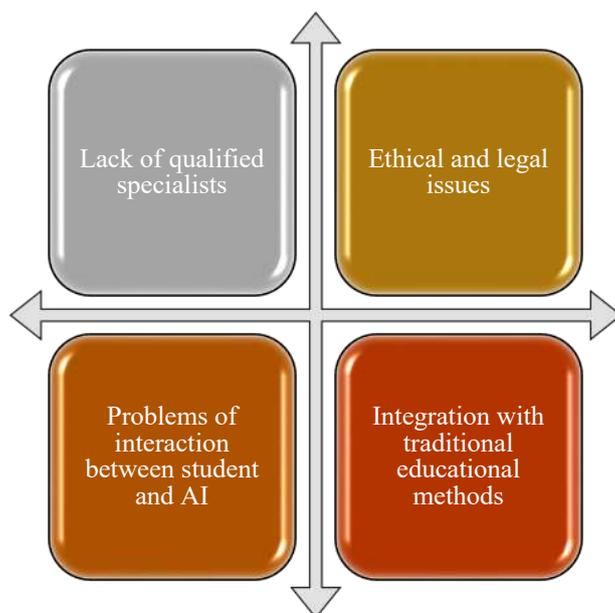 Lack of qualified
specialists
Ethical and legal
issues
Problems of
interaction
between student
and AI
Integration with
traditional
educational
methods